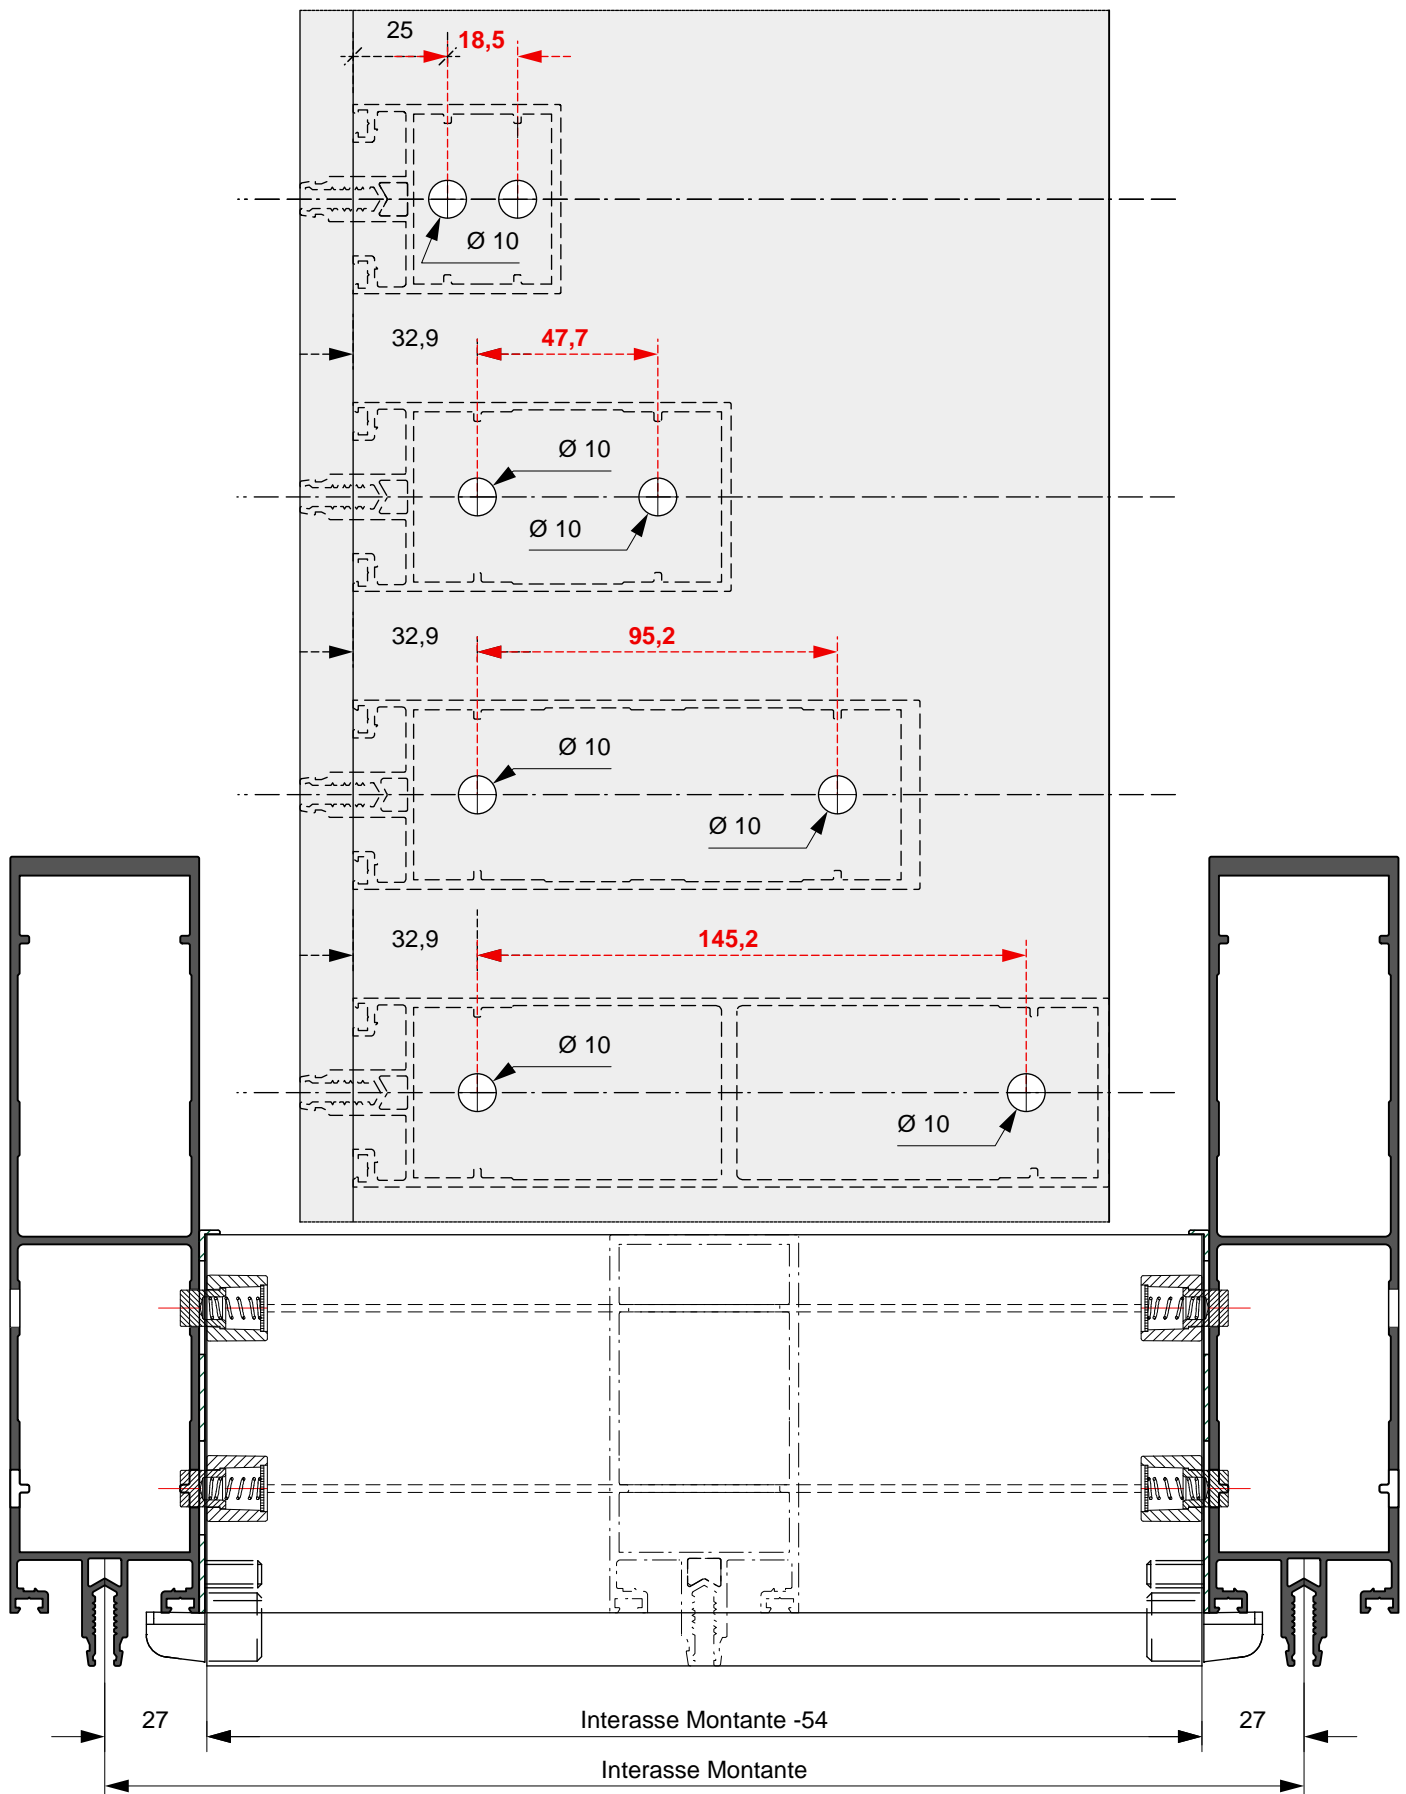 25 18,5
Ø 10
32,9 47,7
Ø 10
Ø 10
32,9 95,2
Ø 10
Ø 10
32,9 145,2
Ø 10
Ø 10
27 Interasse Montante -54 27
Interasse Montante